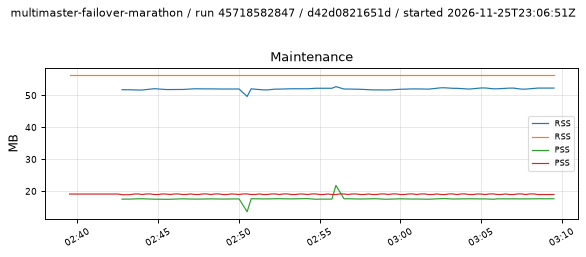 multimaster-failover-marathon / run 45718582847 / d42d0821651d / started 2026-11-25T23:06:51Z
Maintenance
MB
50
40
30
20
RSS
RSS
PSS
PSS
02:40
02:45
02:50
02:55
03:00
03:05
03:10